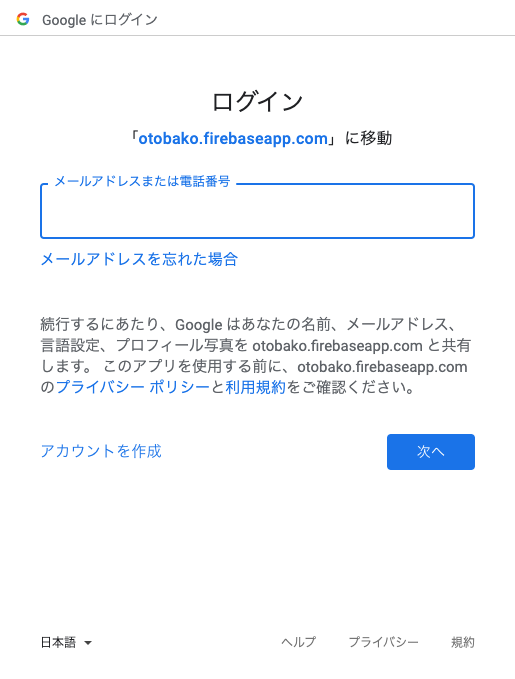 Google にログイン
ログイン
「otobako.firebaseapp.com」に移動
メールアドレスまたは電話番号
メールアドレスを忘れた場合
続行するにあたり、Google はあなたの名前、メールアドレス、
言語設定、プロフィール写真を otobako.firebaseapp.com と共有
します。 このアプリを使用する前に、otobako.firebaseapp.com
のプライバシー ポリシーと利用規約をご確認ください。
アカウントを作成
次へ
日本語
ヘルプ
プライバシー
規約